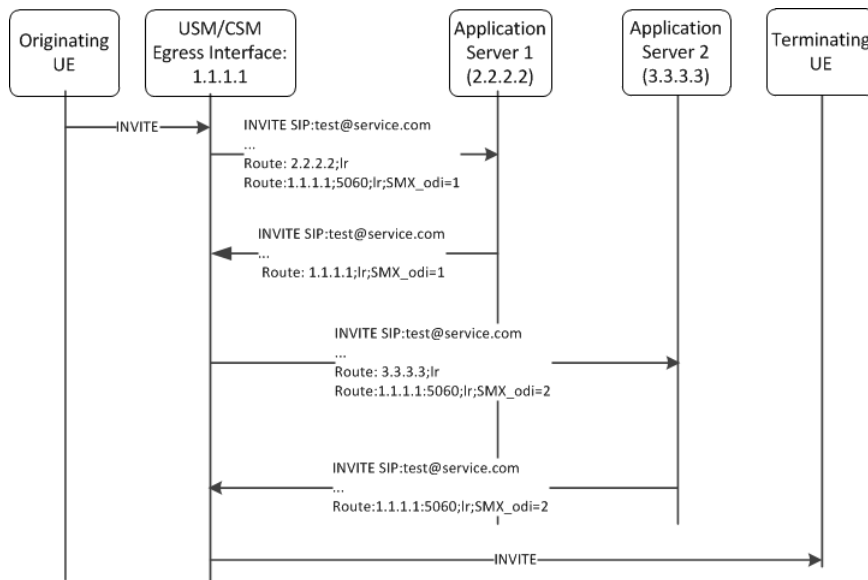 Originating
UE
USM/CSM
Egress Interface:
1.1.1.1
Application
Server 1
(2.2.2.2)
Application
Server 2
(3.3.3.3)
Terminating
UE
INVITE
INVITE SIP:test@service.com
...
Route: 2.2.2.2;lr
Route:1.1.1.1;5060;lr;SMX_odi=1
INVITE SIP:test@service.com
...
Route: 1.1.1.1;lr;SMX_odi=1
INVITE SIP:test@service.com
...
Route: 3.3.3.3;lr
Route:1.1.1.1:5060;lr;SMX_odi=2
INVITE SIP:test@service.com
...
Route:1.1.1.1:5060;lr;SMX_odi=2
INVITE